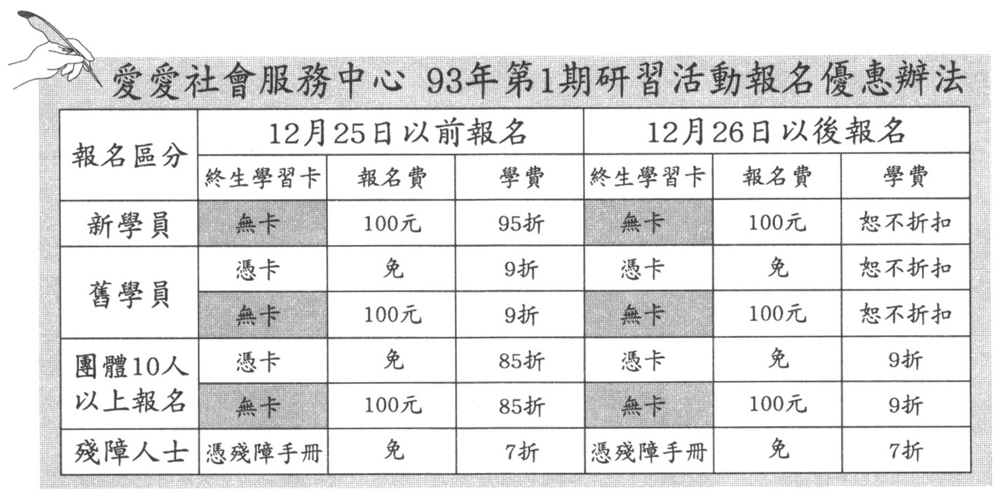 愛愛社會服務中心 93年第1期研習活動報名優惠辦法
報名區分 12月25日以前報名 12月26日以後報名
終生學習卡 報名費 學費 終生學習卡 報名費 學費
新學員 無卡 100元 95折 無卡 100元 恕不折扣
舊學員 憑卡 免 9折 憑卡 免 恕不折扣
無卡 100元 9折 無卡 100元 恕不折扣
團體10人 憑卡 免 85折 憑卡 免 9折
以上報名 無卡 100元 85折 無卡 100元 9折
殘障人士 憑殘障手冊 免 7折 憑殘障手冊 免 7折